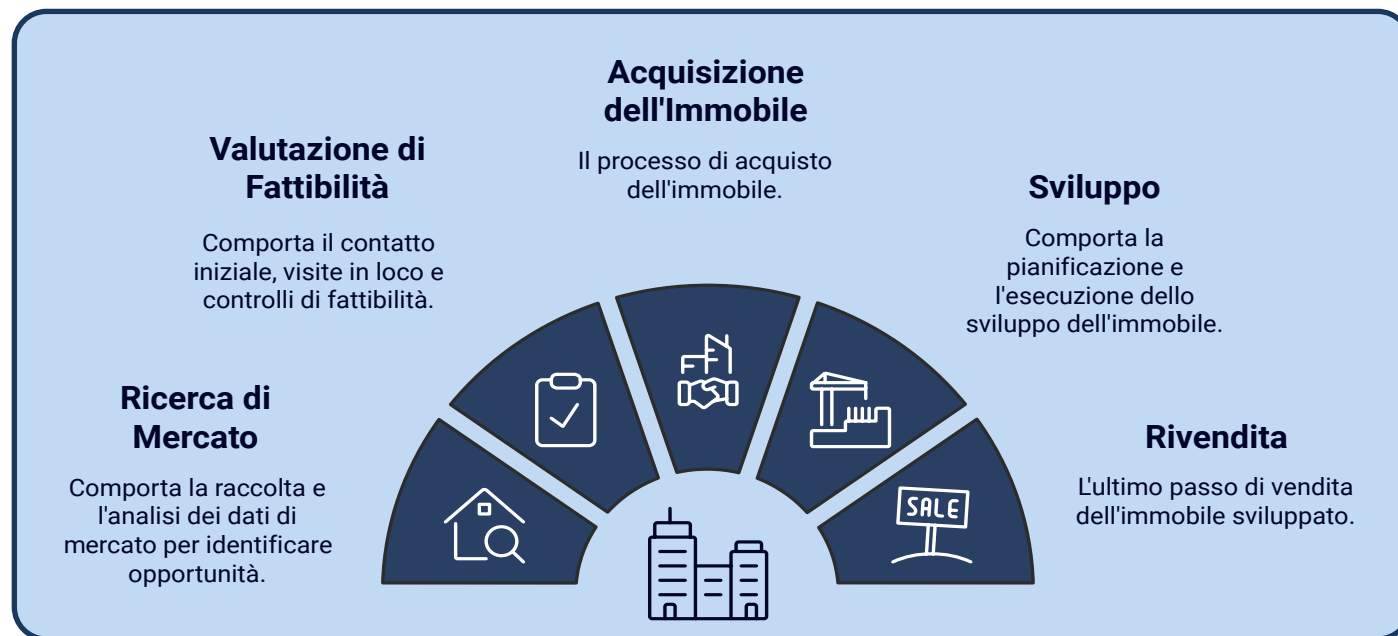 Ricerca di
Mercato
Comporta la raccolta e
l'analisi dei dati di
mercato per identificare
opportunità.
Valutazione di
Fattibilità
Comporta il contatto
iniziale, visite in loco e
controlli di fattibilità.
Acquisizione
dell'Immobile
Il processo di acquisto
dell'immobile.
Sviluppo
Comporta la
pianificazione e
l'esecuzione dello
sviluppo dell'immobile.
Rivendita
L'ultimo passo di vendita
dell'immobile sviluppato.
SALE